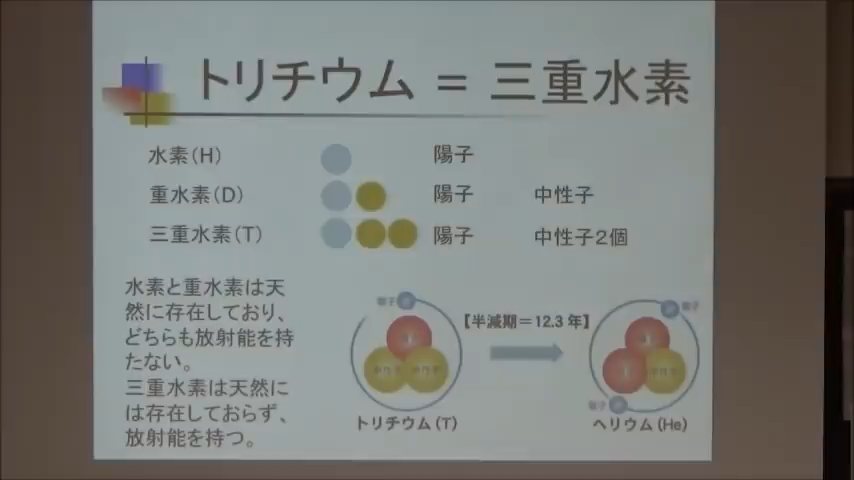 トリチウム = 三重水素
水素（H） 陽子
重水素（D） 陽子 中性子
三重水素（T） 陽子 中性子2個
水素と重水素は天
然に存在しており、
どちらも放射能を持
たない。
三重水素は天然に
は存在しておらず、
放射能を持つ。
【半減期＝12.3 年】
トリチウム（T）
ヘリウム（He）